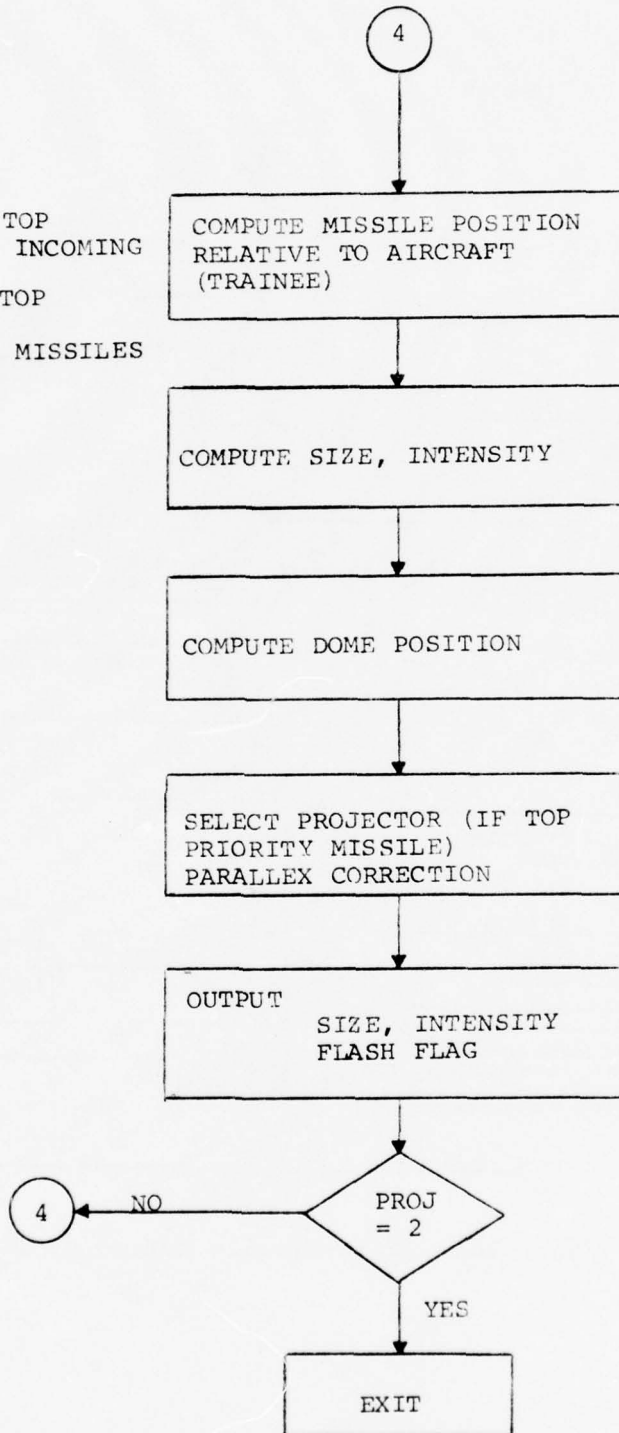 4
TOP
INCOMING
TOP
MISSILES
COMPUTE MISSILE POSITION
RELATIVE TO AIRCRAFT
(TRAINEE)
COMPUTE SIZE, INTENSITY
COMPUTE DOME POSITION
SELECT PROJECTOR (IF TOP
PRIORITY MISSILE)
PARALLEX CORRECTION
OUTPUT
SIZE, INTENSITY
FLASH FLAG
PROJ
= 2
NO
4
YES
EXIT